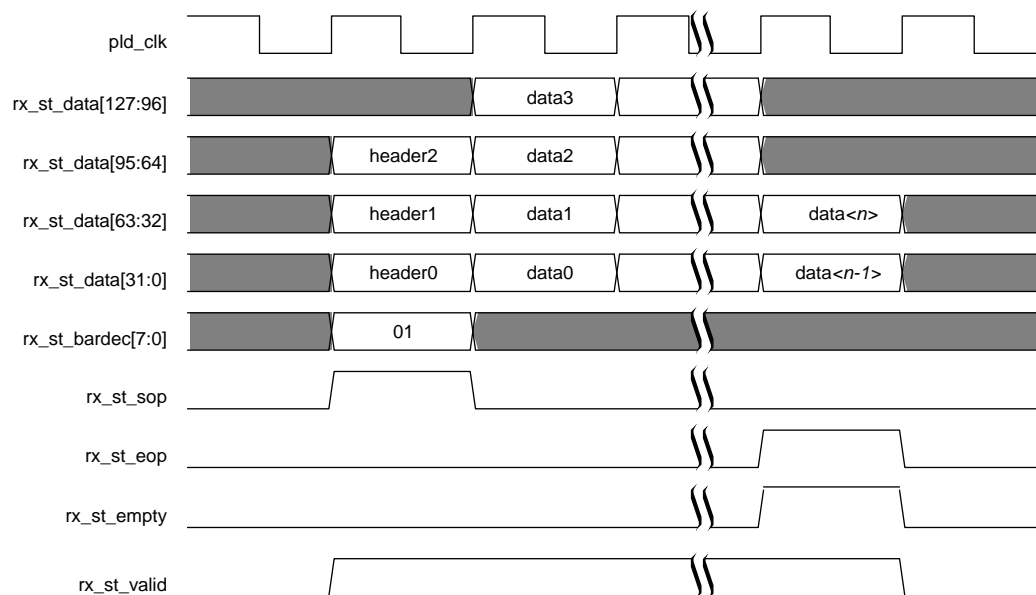 pld_clk
rx_st_data[127:96] data3
rx_st_data[95:64] header2 data2
rx_st_data[63:32] header1 data1 data<n>
rx_st_data[31:0] header0 data0 data<n-1>
rx_st_bardec[7:0] 01
rx_st_sop
rx_st_eop
rx_st_empty
rx_st_valid